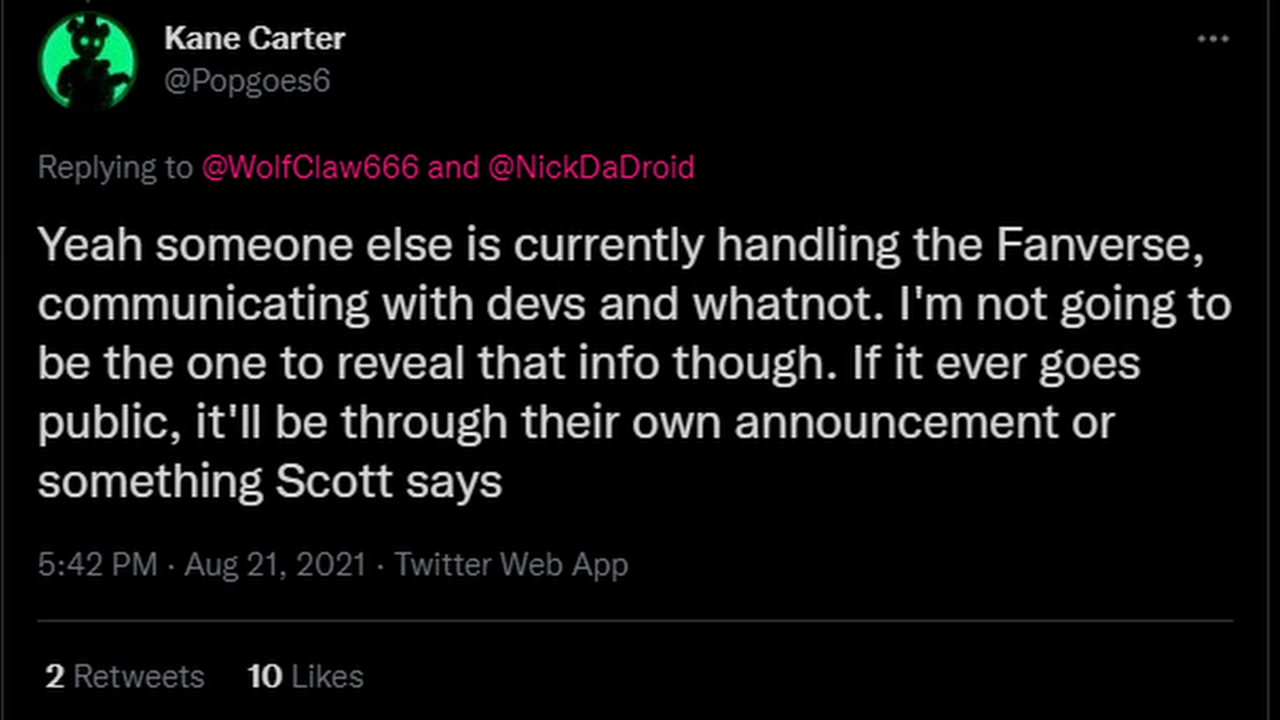 Kane Carter
@Popgoes6
Replying to @WolfClaw666 and @NickDaDroid
Yeah someone else is currently handling the Fanverse,
communicating with devs and whatnot. I'm not going to
be the one to reveal that info though. If it ever goes
public, it'll be through their own announcement or
something Scott says
5:42 PM · Aug 21, 2021 · Twitter Web App
2 Retweets 10 Likes